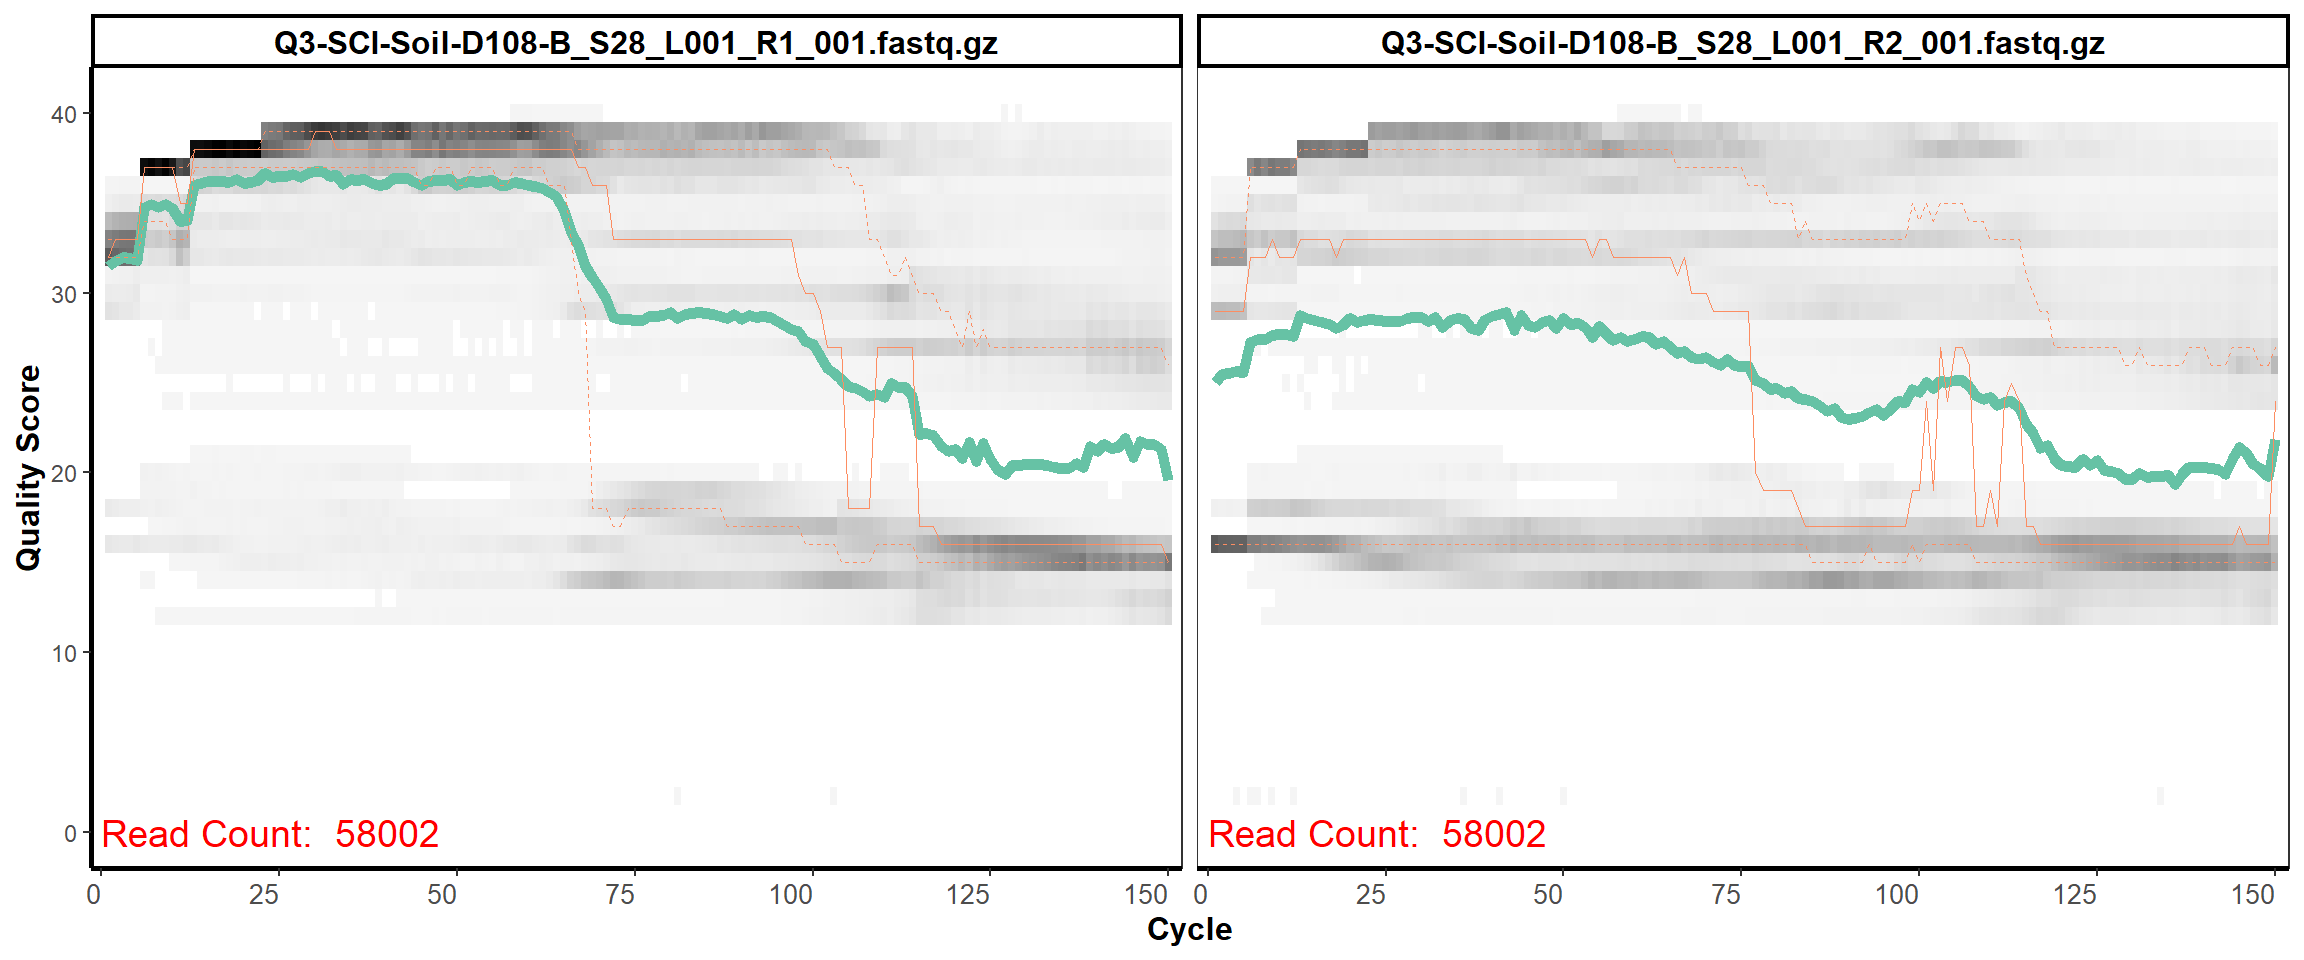 Q3-SCI-Soil-D108-B_S28_L001_R1_001.fastq.gz
Q3-SCI-Soil-D108-B_S28_L001_R2_001.fastq.gz
Quality Score
40
30
20
10
0
Read Count: 58002
Read Count: 58002
0 25 50 75 100 125 150
0 25 50 75 100 125 150
Cycle